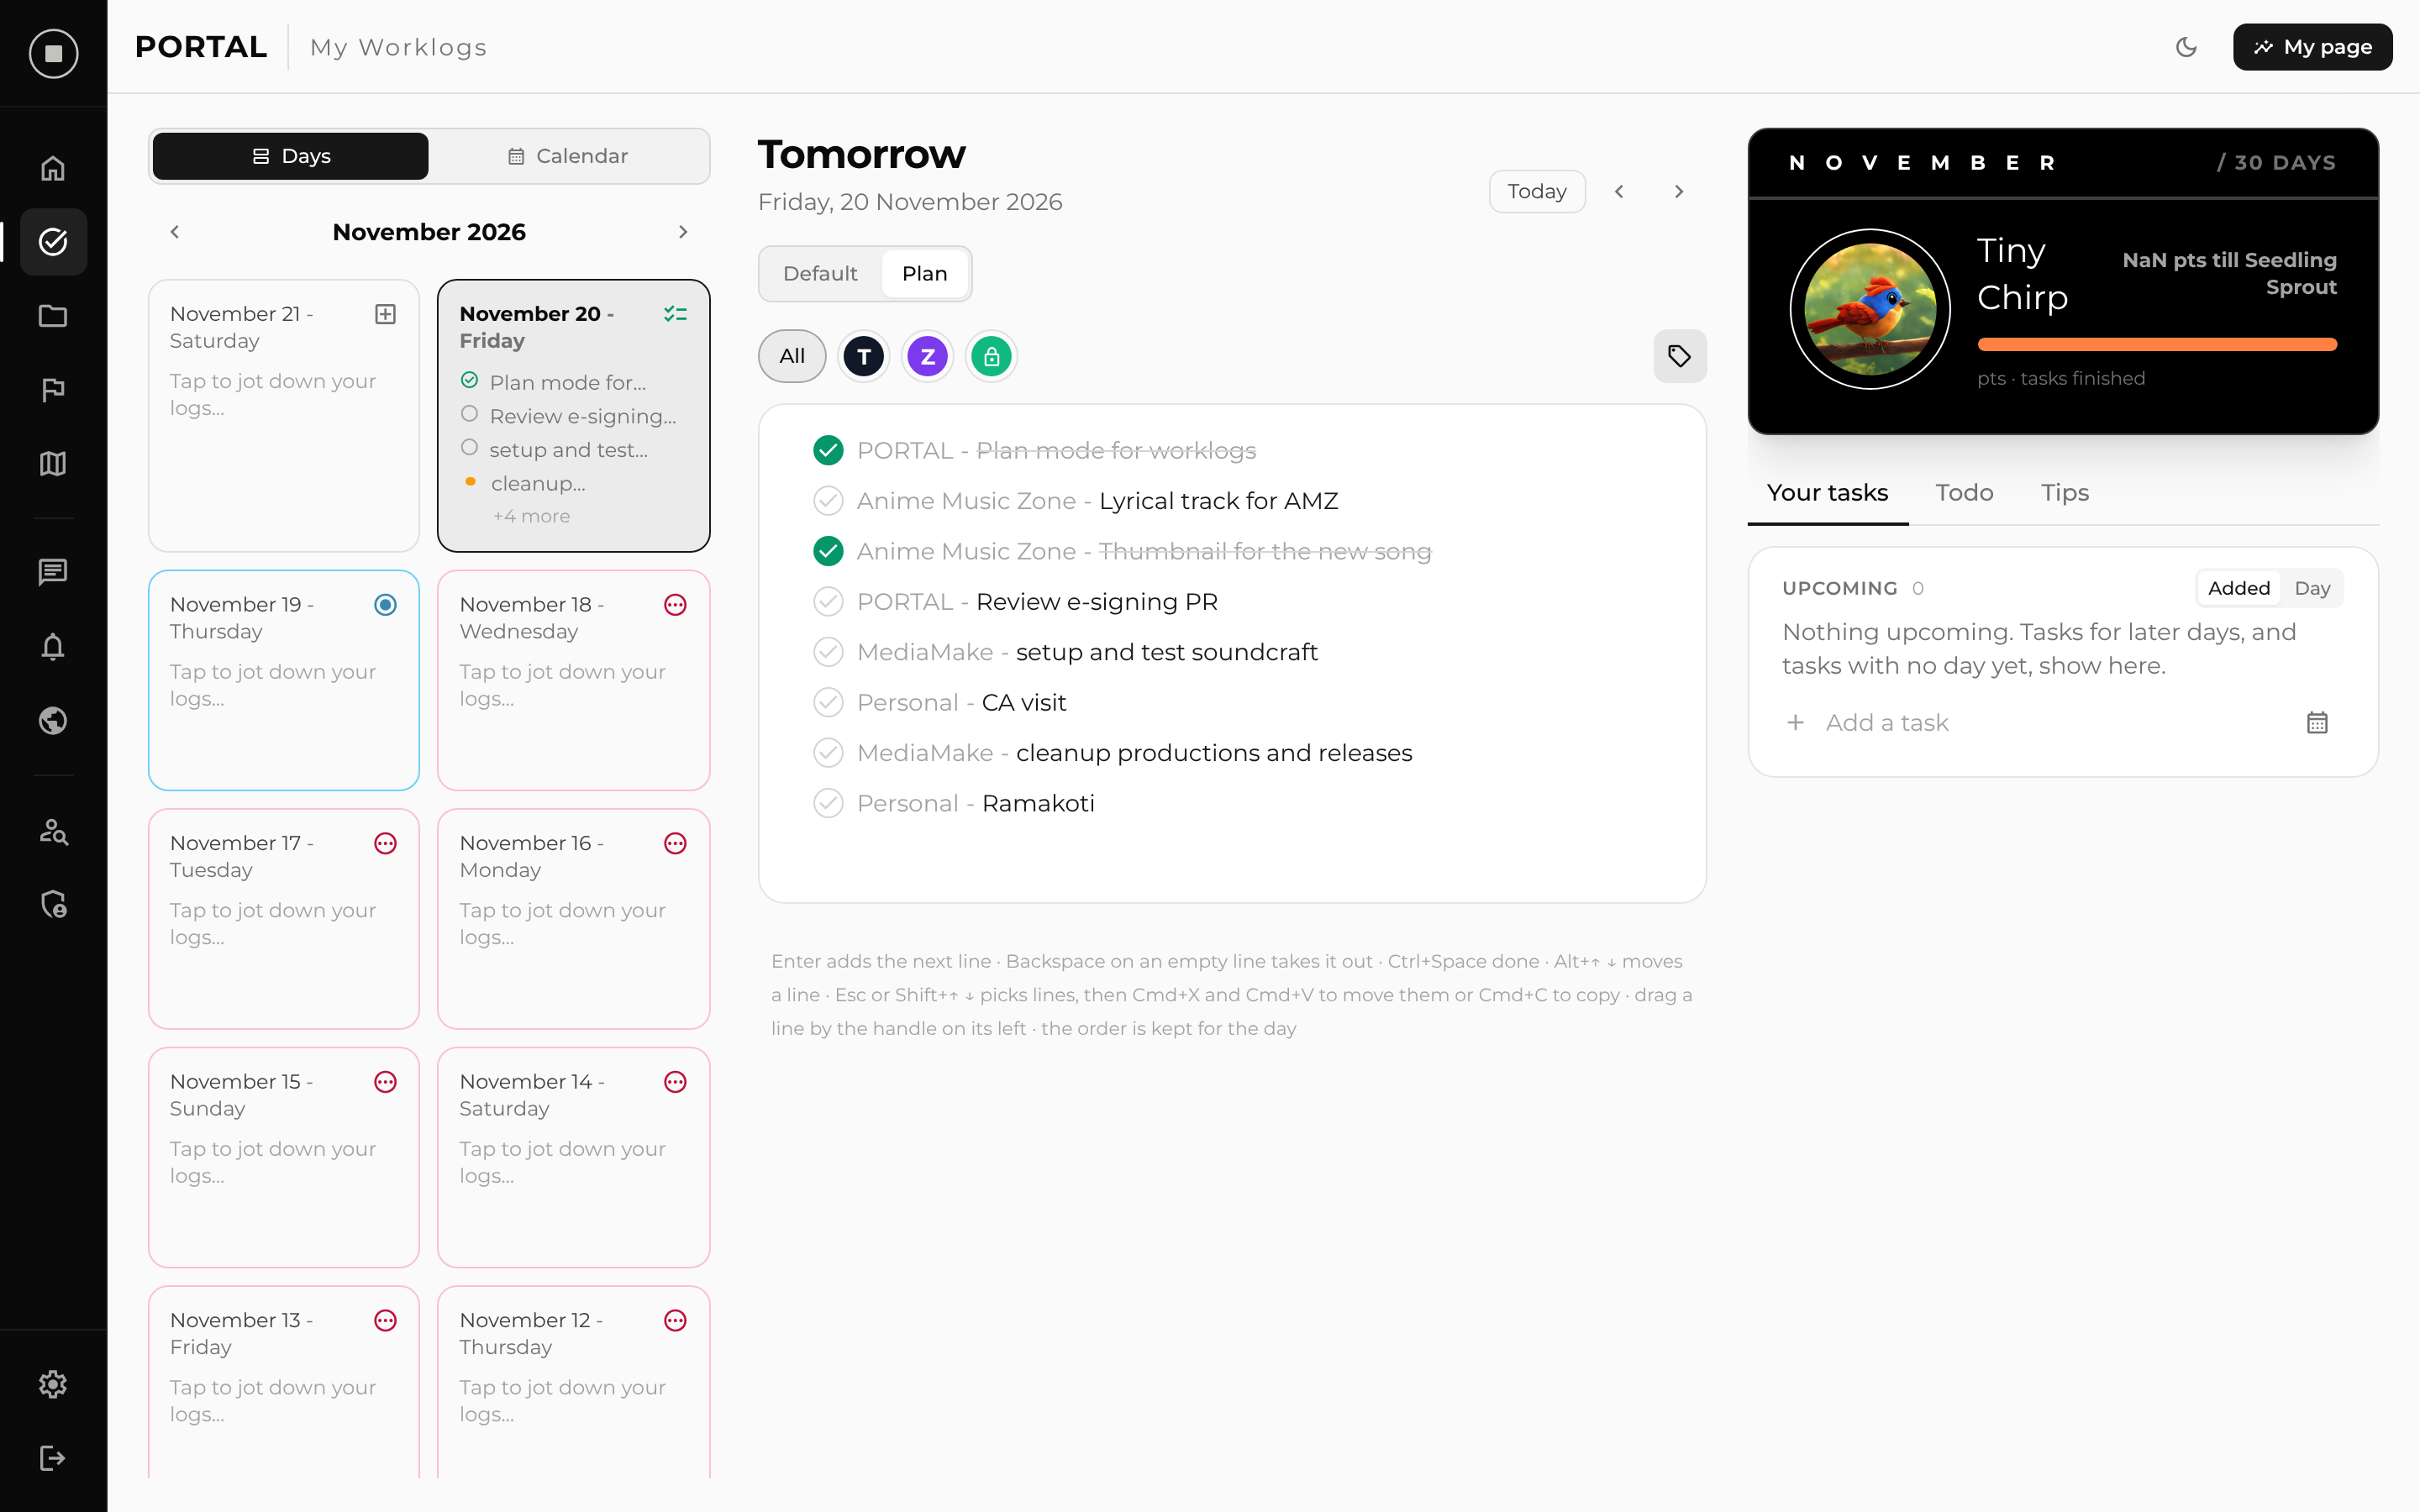 PORTAL
My Worklogs
My page
Days
Calendar
November 2026
November 21 -
Saturday
Tap to jot down your
logs...
November 20 -
Friday
Plan mode for...
Review e-signing...
setup and test...
cleanup...
+4 more
November 19 -
Thursday
Tap to jot down your
logs...
November 18 -
Wednesday
Tap to jot down your
logs...
November 17 -
Tuesday
Tap to jot down your
logs...
November 16 -
Monday
Tap to jot down your
logs...
November 15 -
Sunday
Tap to jot down your
logs...
November 14 -
Saturday
Tap to jot down your
logs...
November 13 -
Friday
Tap to jot down your
logs...
November 12 -
Thursday
Tap to jot down your
logs...
Tomorrow
Friday, 20 November 2026
Today
Default
Plan
All
T
Z
PORTAL - Plan mode for worklogs
Anime Music Zone - Lyrical track for AMZ
Anime Music Zone - Thumbnail for the new song
PORTAL - Review e-signing PR
MediaMake - setup and test soundcraft
Personal - CA visit
MediaMake - cleanup productions and releases
Personal - Ramakoti
Enter adds the next line · Backspace on an empty line takes it out · Ctrl+Space done · Alt+↑ ↓ moves
a line · Esc or Shift+↑ ↓ picks lines, then Cmd+X and Cmd+V to move them or Cmd+C to copy · drag a
line by the handle on its left · the order is kept for the day
NOVEMBER
/ 30 DAYS
Tiny
Chirp
NaN pts till Seedling
Sprout
pts · tasks finished
Your tasks
Todo
Tips
UPCOMING 0
Added
Day
Nothing upcoming. Tasks for later days, and
tasks with no day yet, show here.
Add a task